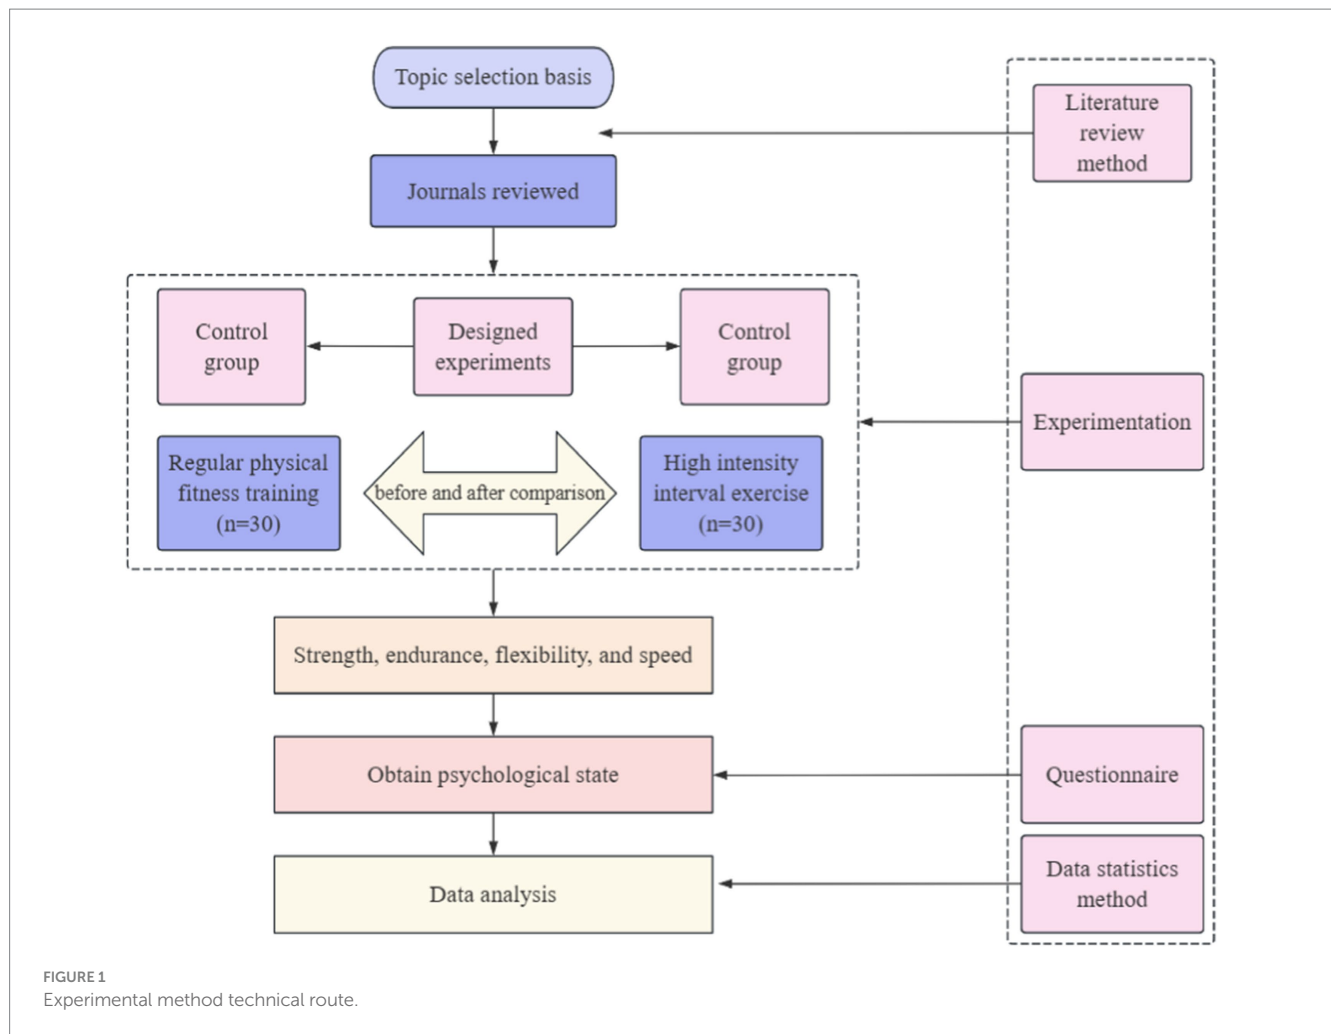 Topic selection basis
Literature
review
method
Journals reviewed
Control
group
Designed
experiments
Control
group
Experimentation
Regular physical
fitness training
(n=30)
before and after comparison
High intensity
interval exercise
(n=30)
Strength, endurance, flexibility, and speed
Obtain psychological state
Questionnaire
Data analysis
Data statistics
method
FIGURE 1
Experimental method technical route.